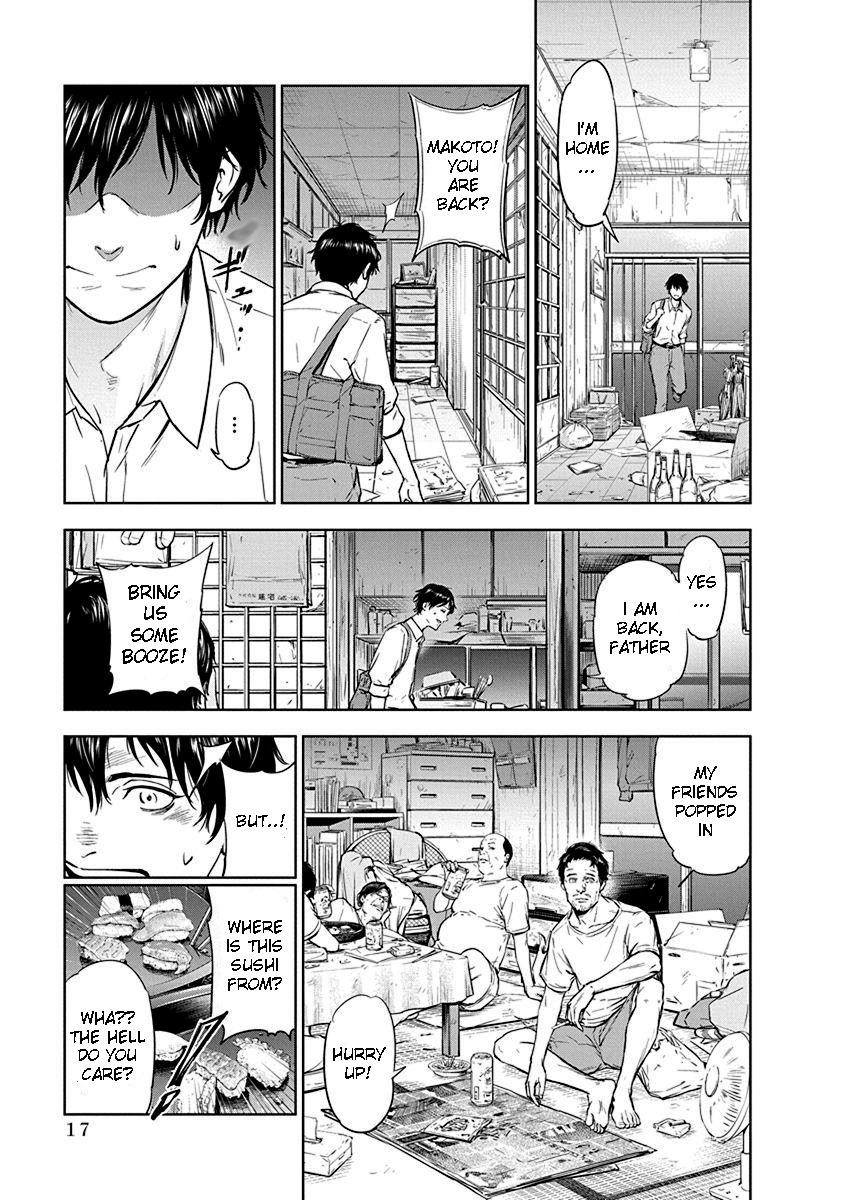 I'M
HOME
...
MAKOTO!
YOU
ARE
BACK?
ギ
...
YES
...
I AM
BACK,
FATHER
BRING
US
SOME
BOOZE!
MY
FRIENDS
POPPED
IN
HURRY
UP!
BUT..!
WHERE
IS THIS
SUSHI
FROM?
WHA??
THE HELL
DO YOU
CARE?
17